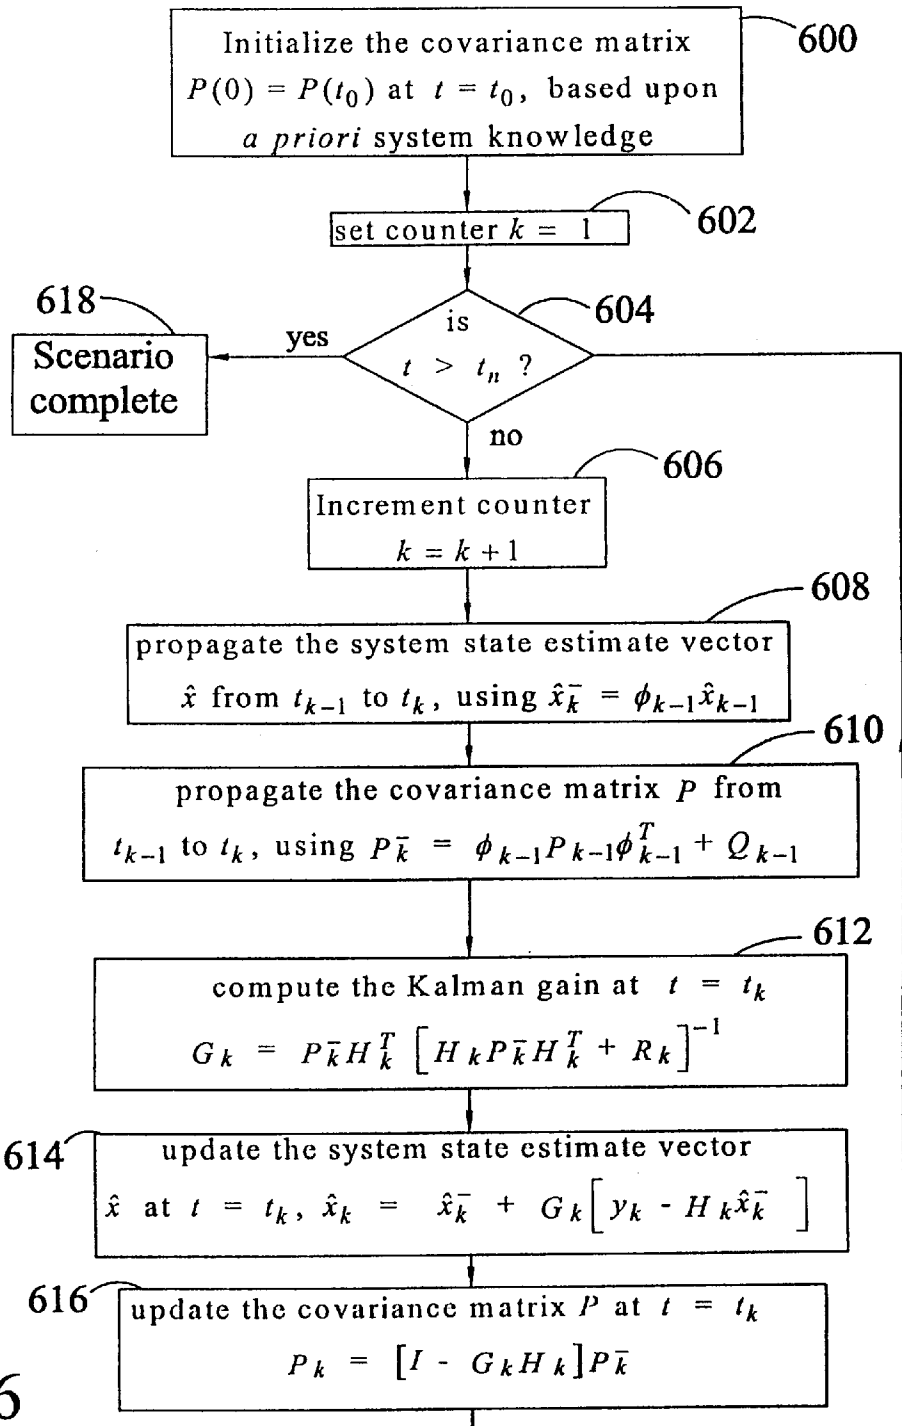 Initialize the covariance matrix
600
P(0) = P(t₀) at t = t₀, based upon
a priori system knowledge
set counter k = 1
602
618
604
is
yes
t > tₙ ?
Scenario
complete
no
606
Increment counter
k = k + 1
608
propagate the system state estimate vector
x̂ from t_{k−1} to t_k, using x̂_k^- = ϕ_{k−1} x̂_{k−1}
610
propagate the covariance matrix P from
t_{k−1} to t_k, using P_k^- = ϕ_{k−1} P_{k−1} ϕ_{k−1}^T + Q_{k−1}
612
compute the Kalman gain at t = t_k
G_k = P_k^- H_k^T [H_k P_k^- H_k^T + R_k]^{−1}
614
update the system state estimate vector
x̂ at t = t_k, x̂_k = x̂_k^- + G_k [y_k - H_k x̂_k^-]
616
update the covariance matrix P at t = t_k
P_k = [I - G_k H_k] P_k^-
6